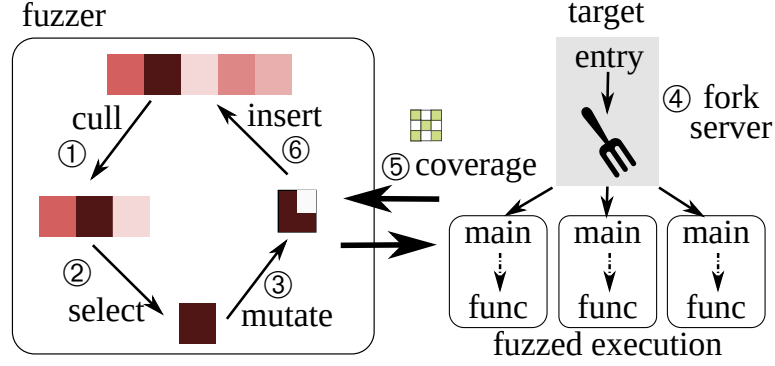 fuzzer
target
entry
④ fork
server
cull
insert
①
⑥
⑤ coverage
②
select
③
mutate
main
main
main
func
func
func
fuzzed execution